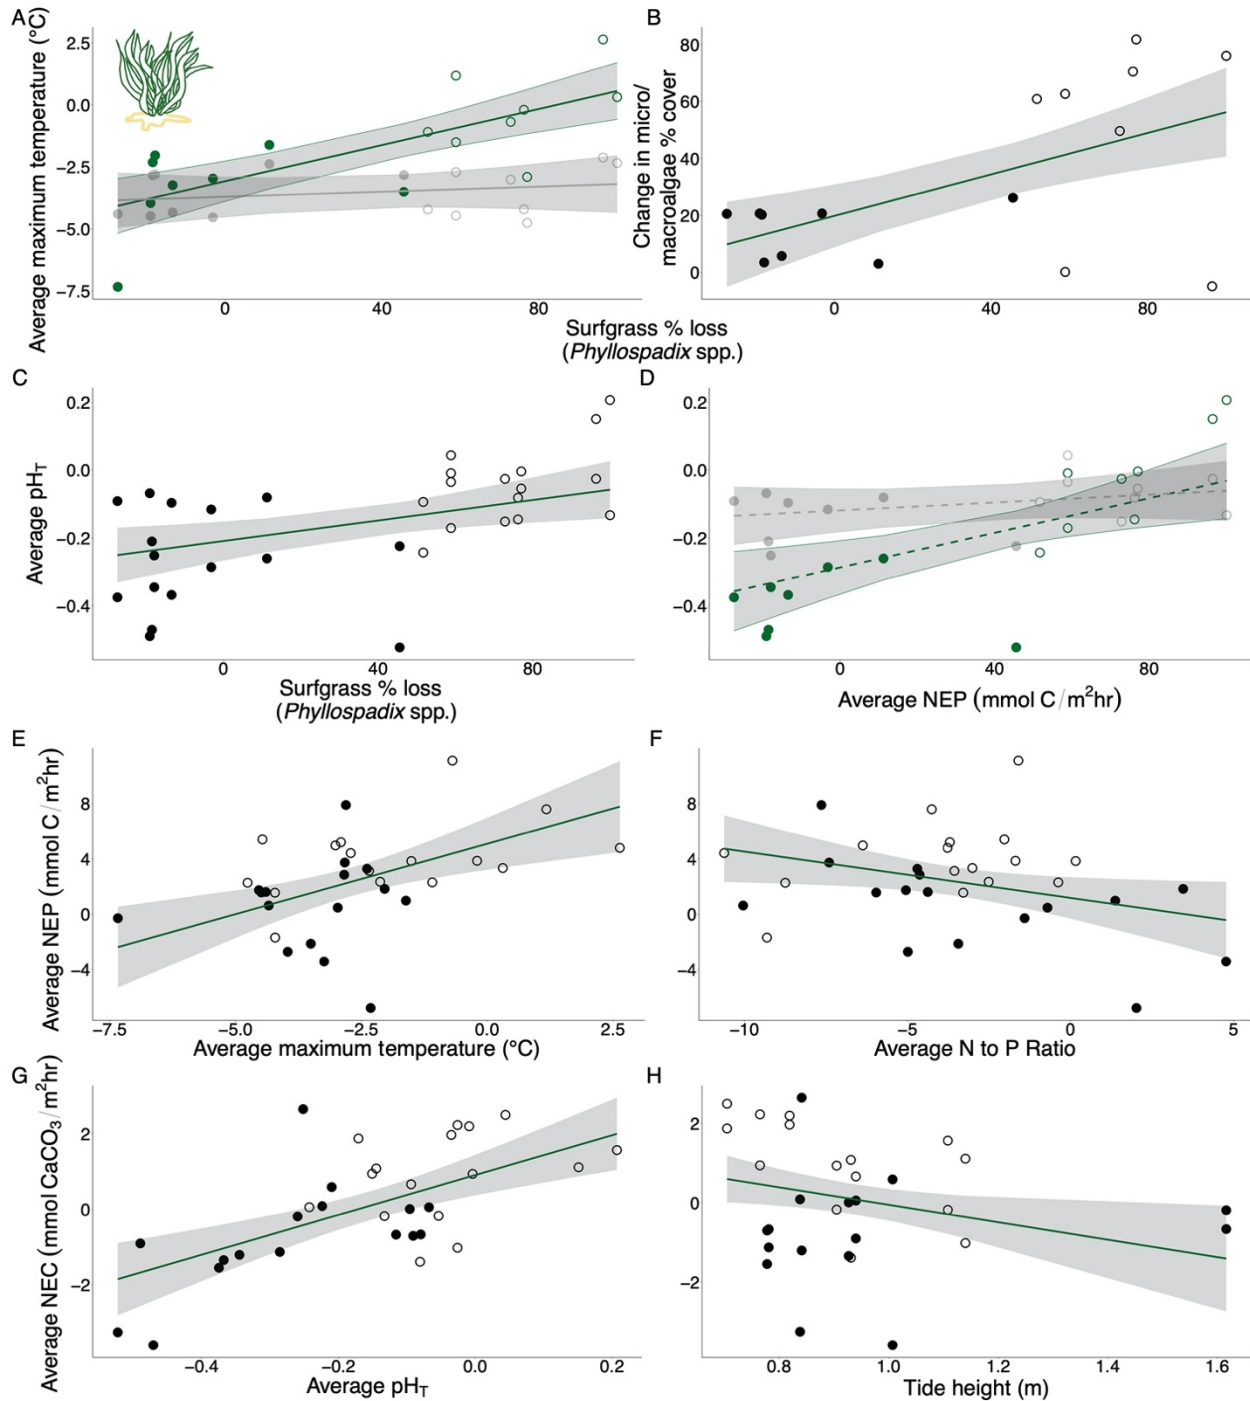 A
B
Average maximum temperature (°C)
2.5
0.0
−2.5
−5.0
−7.5
0
40
80
Change in micro/
macroalgae % cover
80
60
40
20
0
0
40
80
Surfgrass % loss
(Phyllospadix spp.)
C
D
Average pHT
0.2
0.0
−0.2
−0.4
0
40
80
Surfgrass % loss
(Phyllospadix spp.)
0.2
0.0
−0.2
−0.4
0
40
80
Average NEP (mmol C/m²hr)
E
F
Average NEP (mmol C/m²hr)
8
4
0
−4
−7.5
−5.0
−2.5
0.0
2.5
Average maximum temperature (°C)
8
4
0
−4
−10
−5
0
5
Average N to P Ratio
G
H
Average NEC (mmol CaCO₃/m²hr)
2
0
−2
−0.4
−0.2
0.0
0.2
Average pHT
2
0
−2
0.8
1.0
1.2
1.4
1.6
Tide height (m)